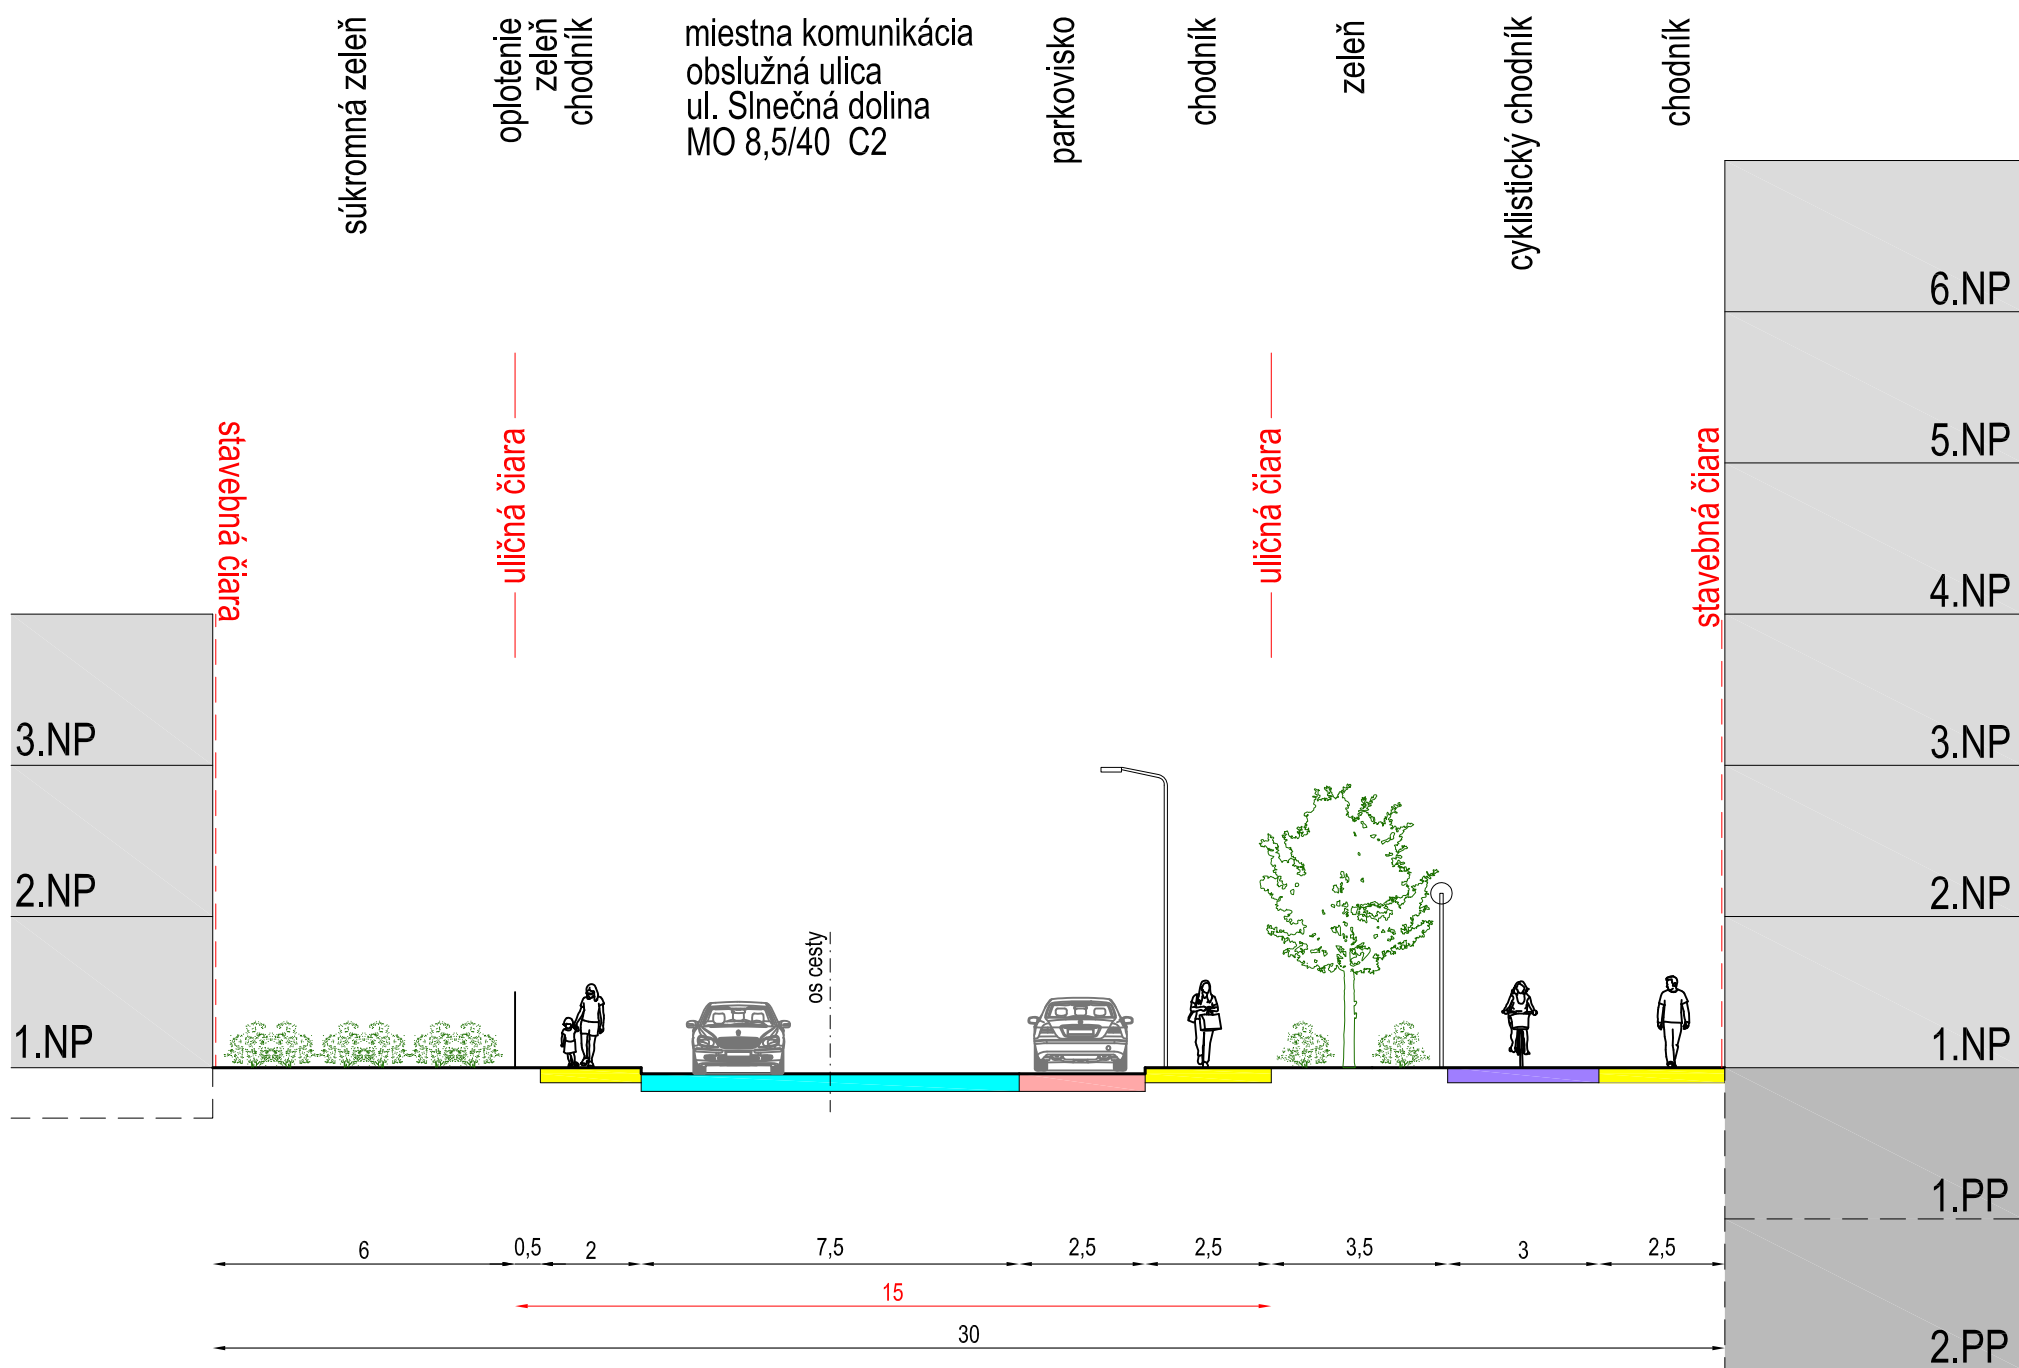 súkromná zeleň
oplotenie
zeleň
chodník
miestna komunikácia
obslužná ulica
ul. Slnečná dolina
MO 8,5/40 C2
parkovisko
chodník
zeleň
cyklistický chodník
chodník
stavebná čiara
uličná čiara
uličná čiara
stavebná čiara
3.NP
2.NP
1.NP
os cesty
6.NP
5.NP
4.NP
3.NP
2.NP
1.NP
1.PP
2.PP
6
0,5
2
7,5
2,5
2,5
3,5
3
2,5
15
30